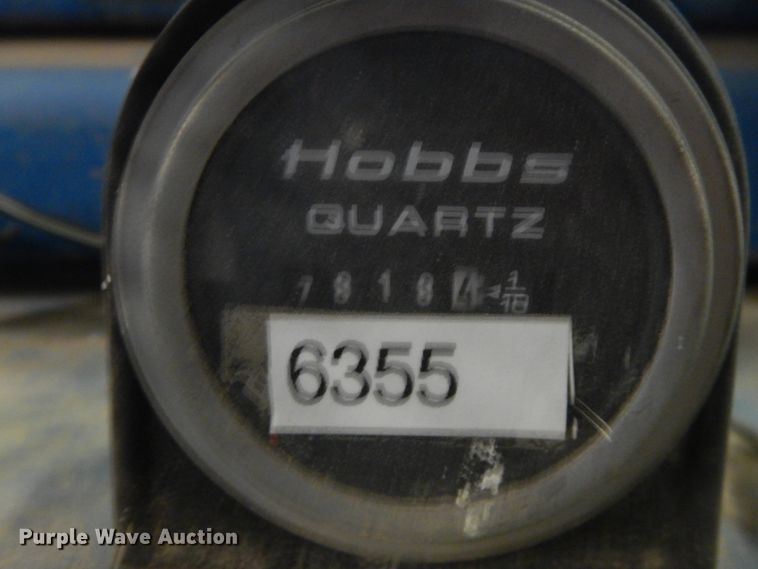 Hobbs
QUARTZ
1/10
6355
Purple Wave Auction